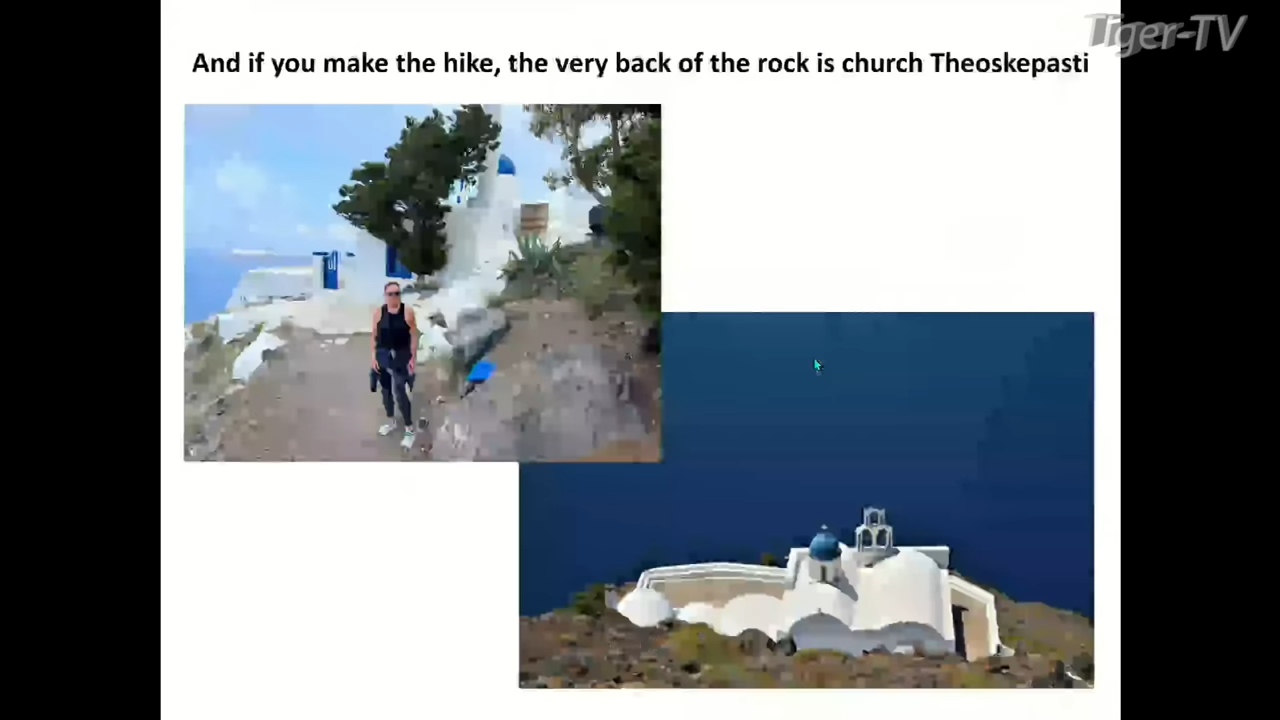 Tiger-TV
And if you make the hike, the very back of the rock is church Theoskepasti